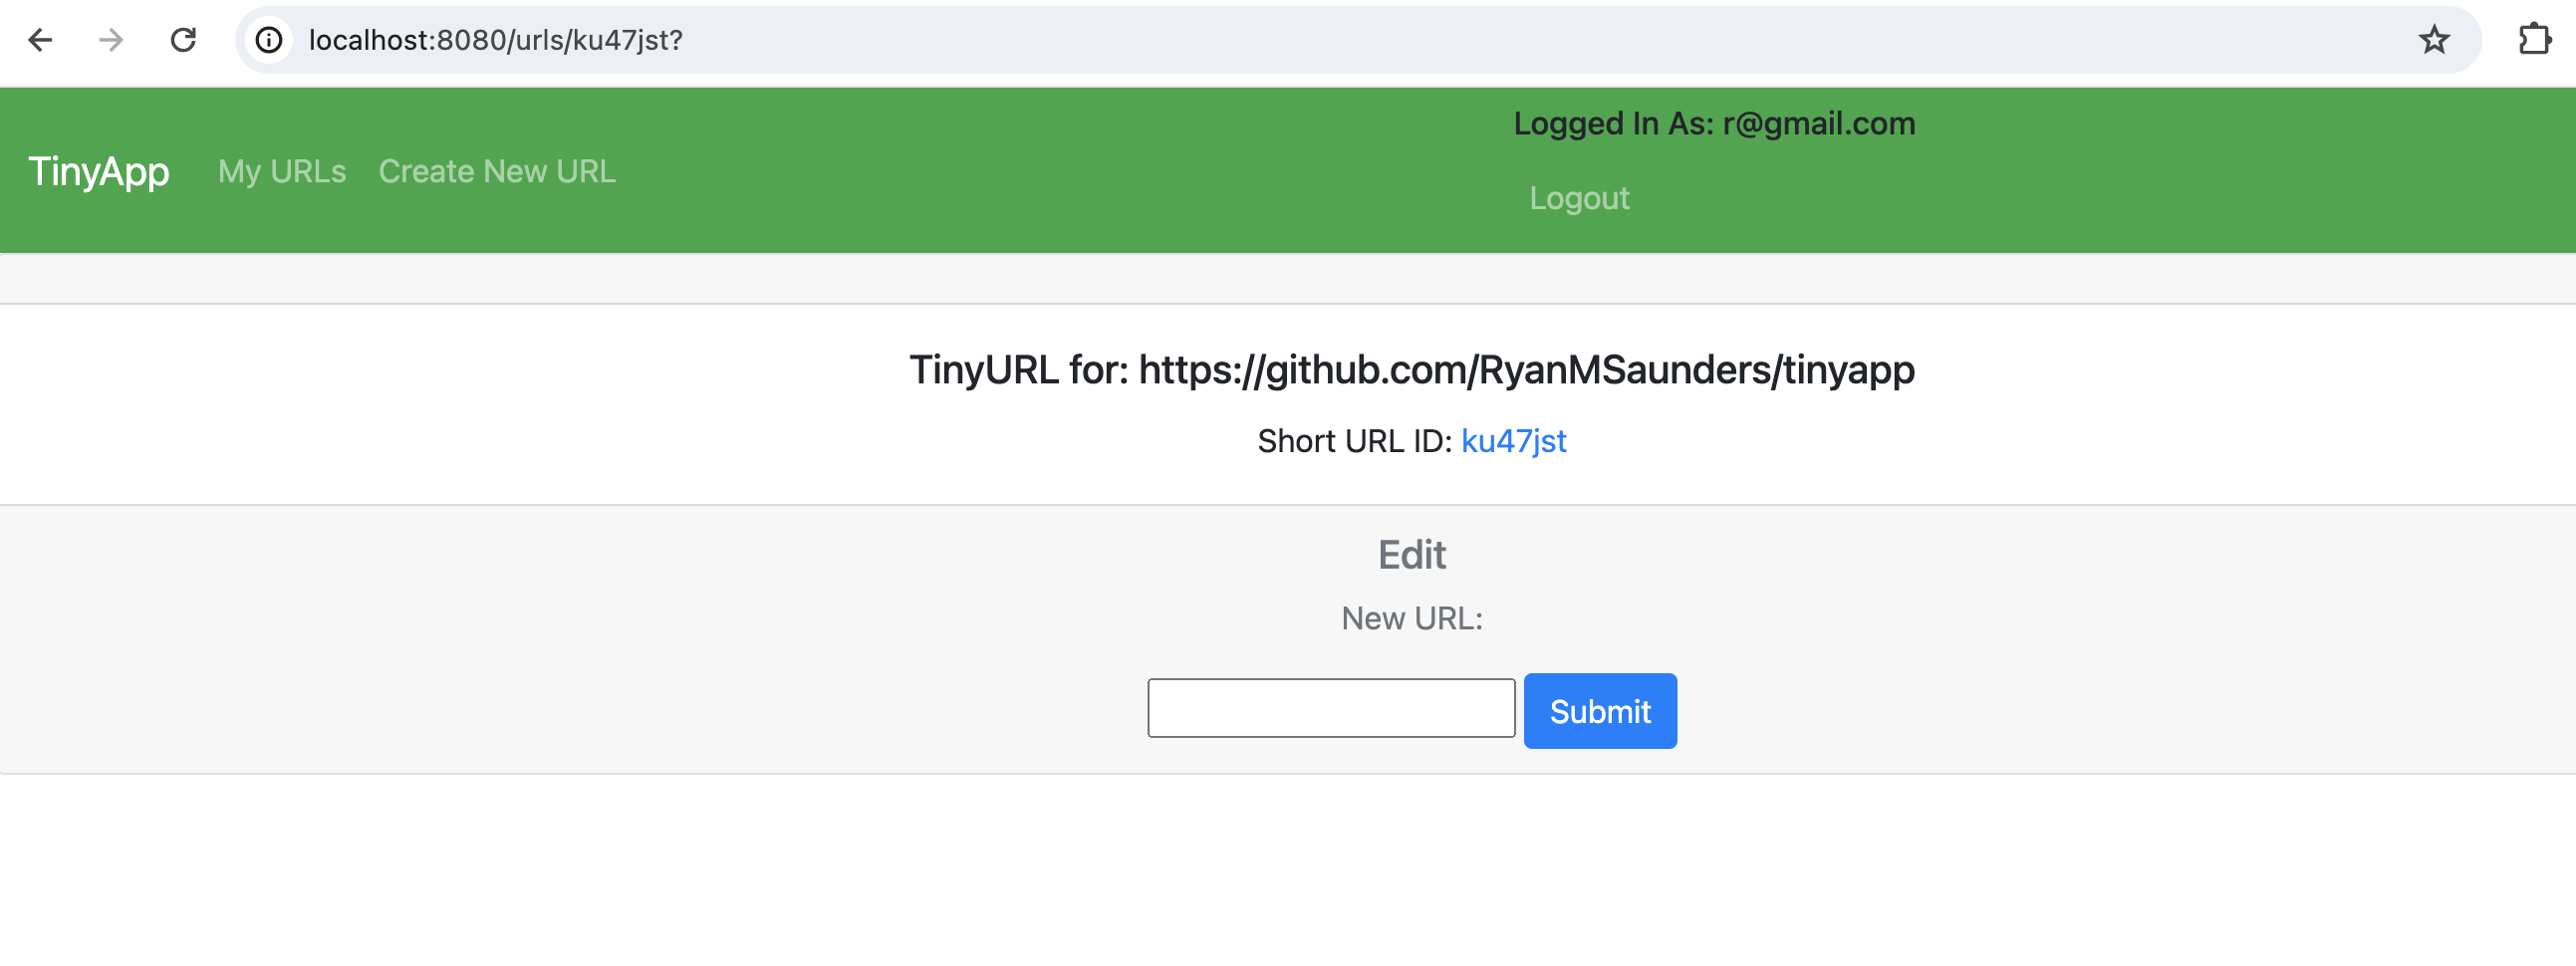 localhost:8080/urls/ku47jst?
Logged In As: r@gmail.com
TinyApp My URLs Create New URL
Logout
TinyURL for: https://github.com/RyanMSaunders/tinyapp
Short URL ID: ku47jst
Edit
New URL:
Submit